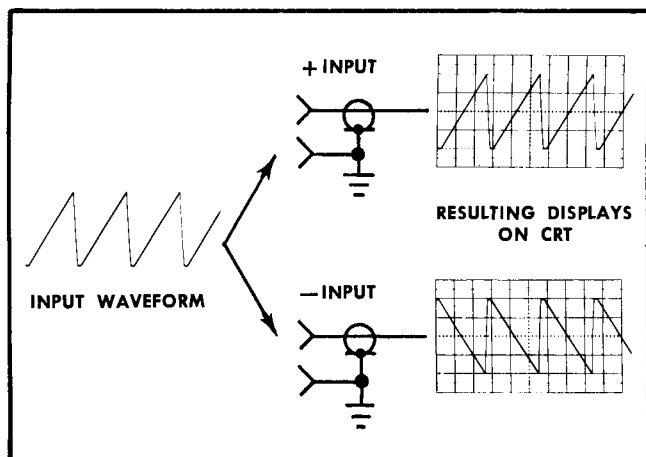 + INPUT
RESULTING DISPLAYS
ON CRT
INPUT WAVEFORM
— INPUT